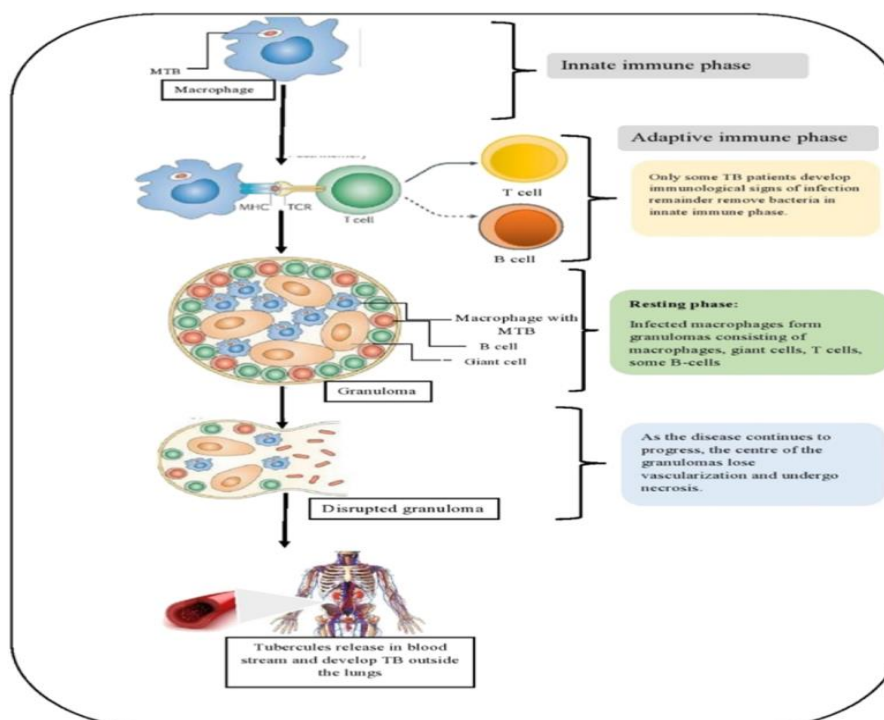 MTB
Macrophage
Innate immune phase
Adaptive immune phase
Only some TB patients develop
immunological signs of infection
remainder remove bacteria in
innate immune phase.
MHC
TCR
T cell
T cell
B cell
Macrophage with
MTB
B cell
Giant cell
Granuloma
Resting phase:
Infected macrophages form
granulomas consisting of
macrophages, giant cells, T cells,
some B-cells
As the disease continues to
progress, the centre of the
granulomas lose
vascularization and undergo
necrosis.
Disrupted granuloma
Tubercules release in blood
stream and develop TB outside
the lungs